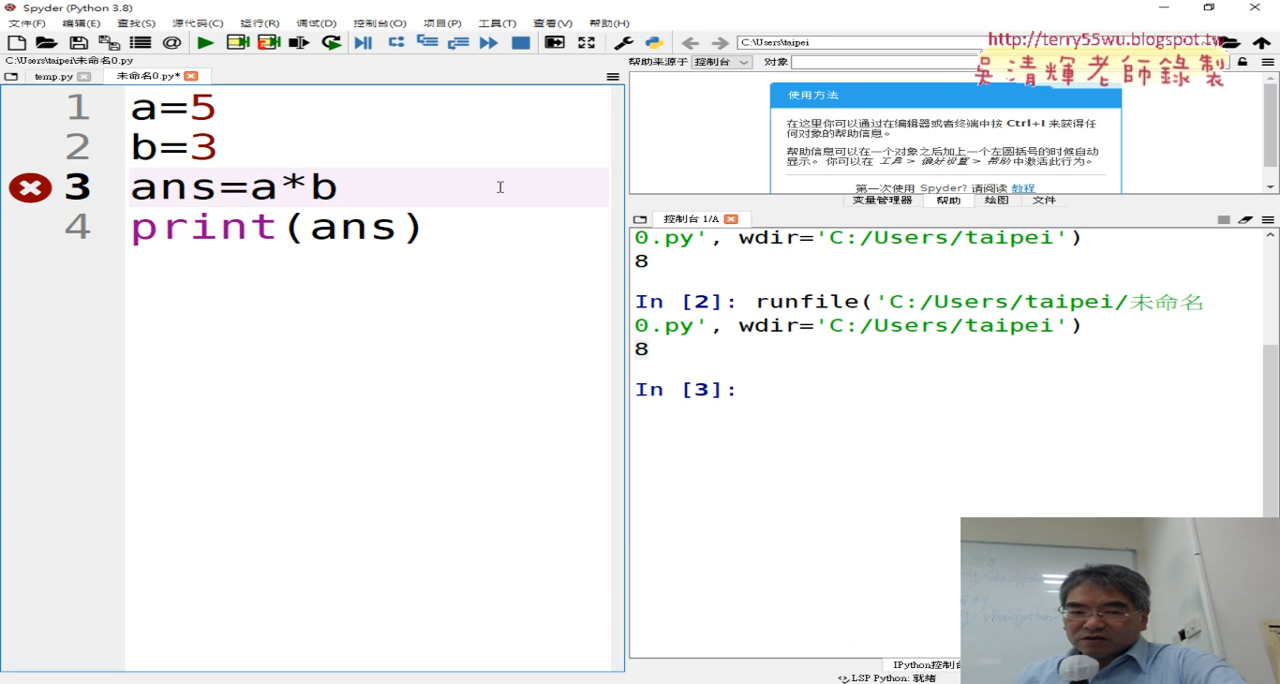 Spyder (Python 3.8)
文件(F) 编辑(E) 查找(S) 源代码(C) 运行(R) 调试(D) 控制台(O) 项目(P) 工具(T) 查看(V) 帮助(H)
C:\Users\taipei
http://terry55wu.blogspot.tw
吳清輝老師錄製
C:\Users\taipei\未命名0.py
temp.py 未命名0.py*
帮助来源于 控制台 对象
1 a=5
2 b=3
3 ans=a*b
4 print(ans)
使用方法
在这里你可以通过在编辑器或者终端中按 Ctrl+I 来获得任
何对象的帮助信息。
帮助信息可以在一个对象之后加上一个左圆括号的时候自动
显示。 你可以在 工具 > 偏好设置 > 帮助 中激活此行为。
第一次使用 Spyder? 请阅读 教程
变量管理器 帮助 绘图 文件
控制台 1/A
0.py', wdir='C:/Users/taipei')
8
In [2]: runfile('C:/Users/taipei/未命名
0.py', wdir='C:/Users/taipei')
8
In [3]:
IPython控制台
LSP Python: 就绪